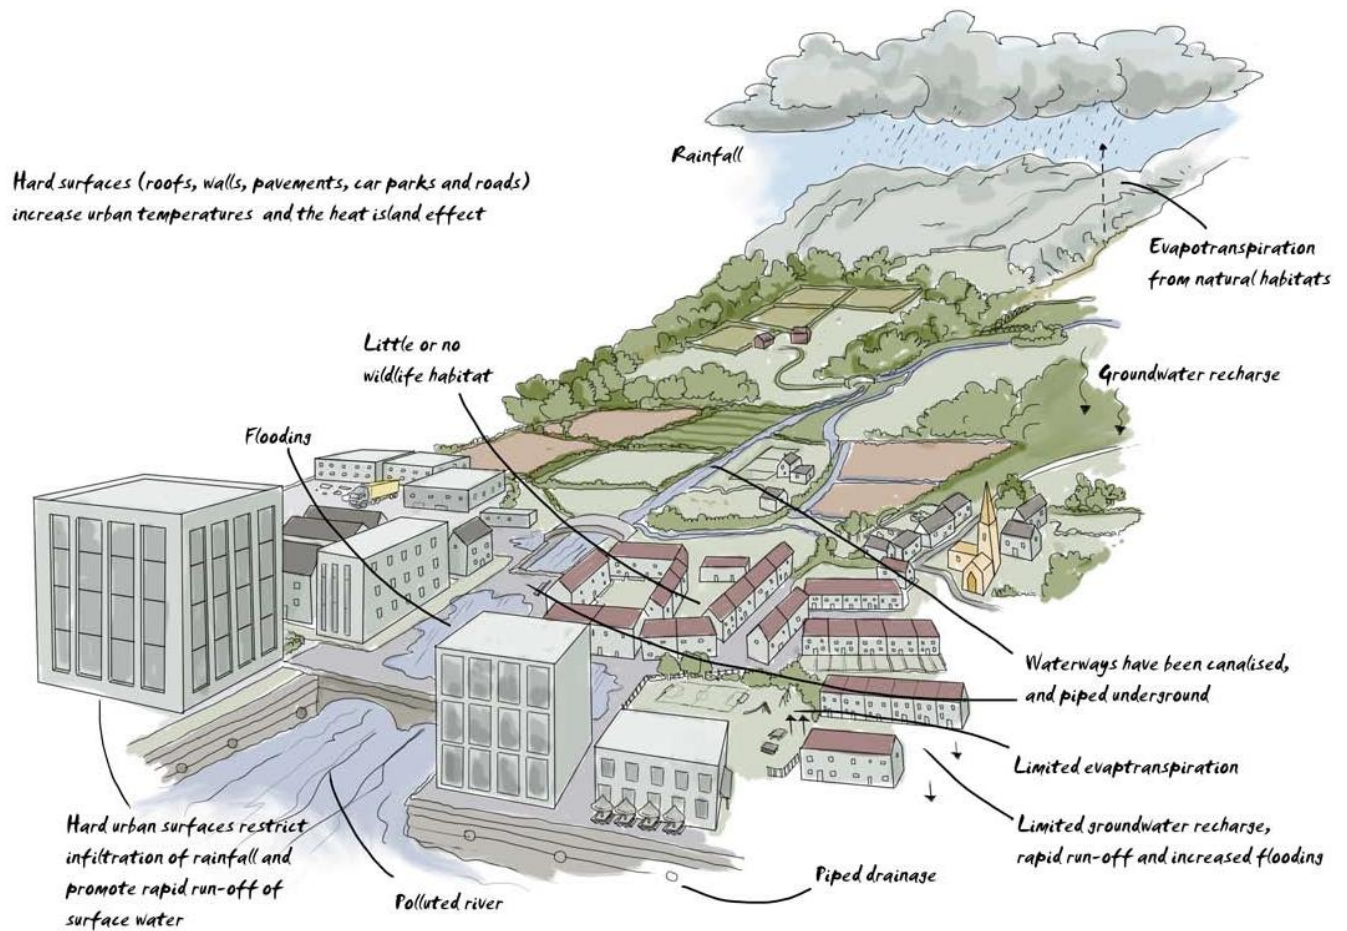 Rainfall
Hard surfaces (roofs, walls, pavements, car parks and roads)
increase urban temperatures and the heat island effect
Evapotranspiration
from natural habitats
Little or no
wildlife habitat
Groundwater recharge
Flooding
Waterways have been canalised,
and piped underground
Limited evaptranspiration
Limited groundwater recharge,
rapid run-off and increased flooding
Hard urban surfaces restrict
infiltration of rainfall and
promote rapid run-off of
surface water
Polluted river
Piped drainage